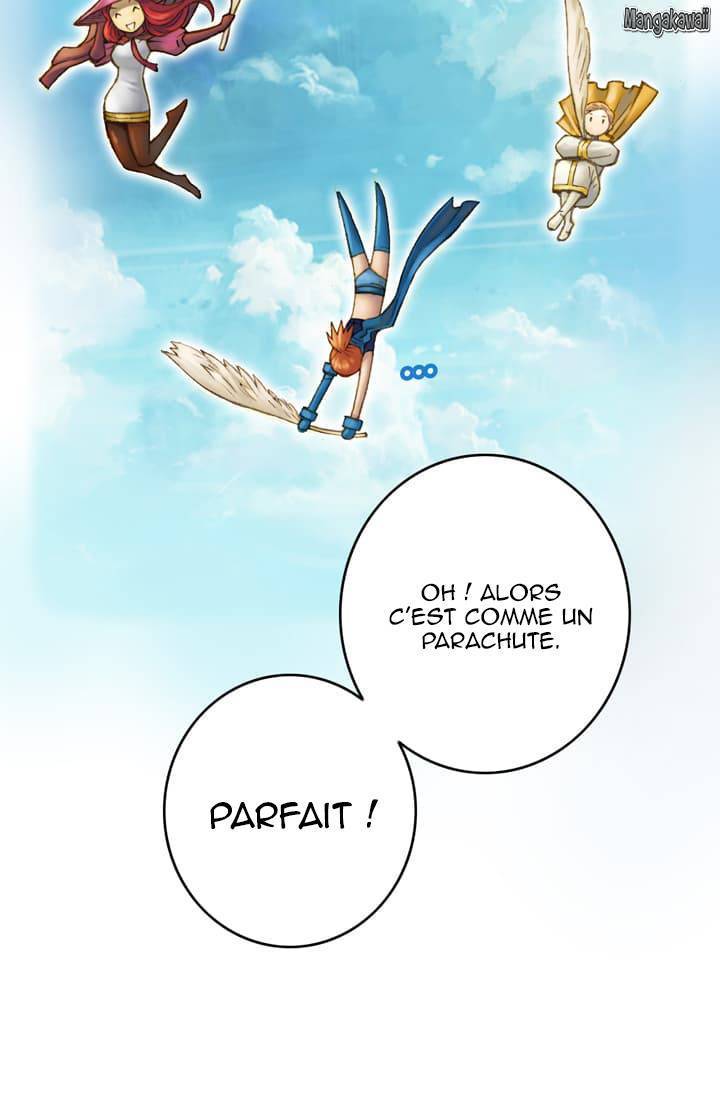 Mangakawaii
OH ! ALORS
C'EST COMME UN
PARACHUTE.
PARFAIT !